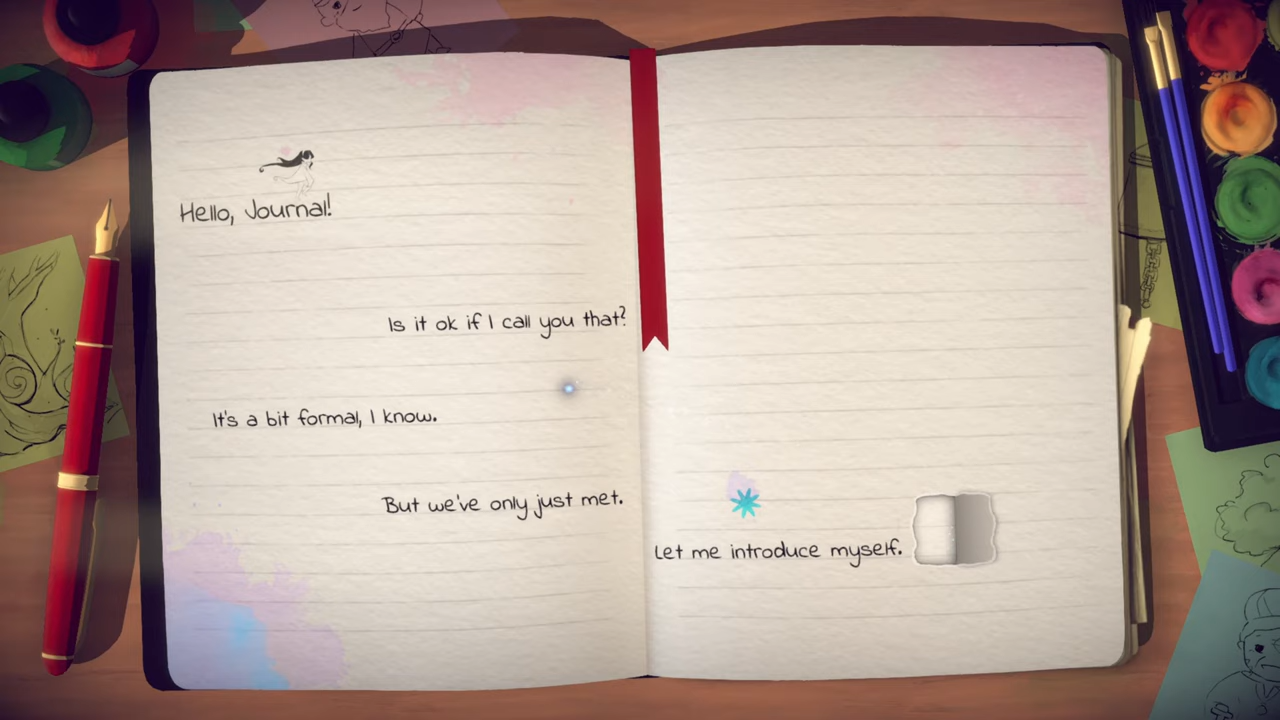 Hello, Journal!
Is it ok if I call you that?
It's a bit formal, I know.
But we've only just met.
Let me introduce myself.